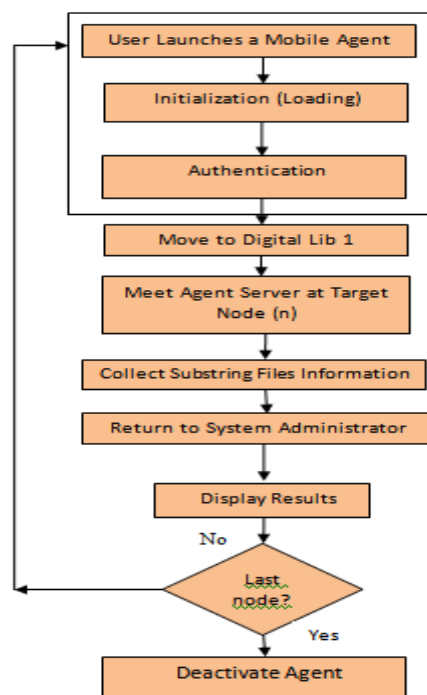 User Launches a Mobile Agent
Initialization (Loading)
Authentication
Move to Digital Lib 1
Meet Agent Server at Target
Node (n)
Collect Substring Files Information
Return to System Administrator
Display Results
No
Last
node?
Yes
Deactivate Agent